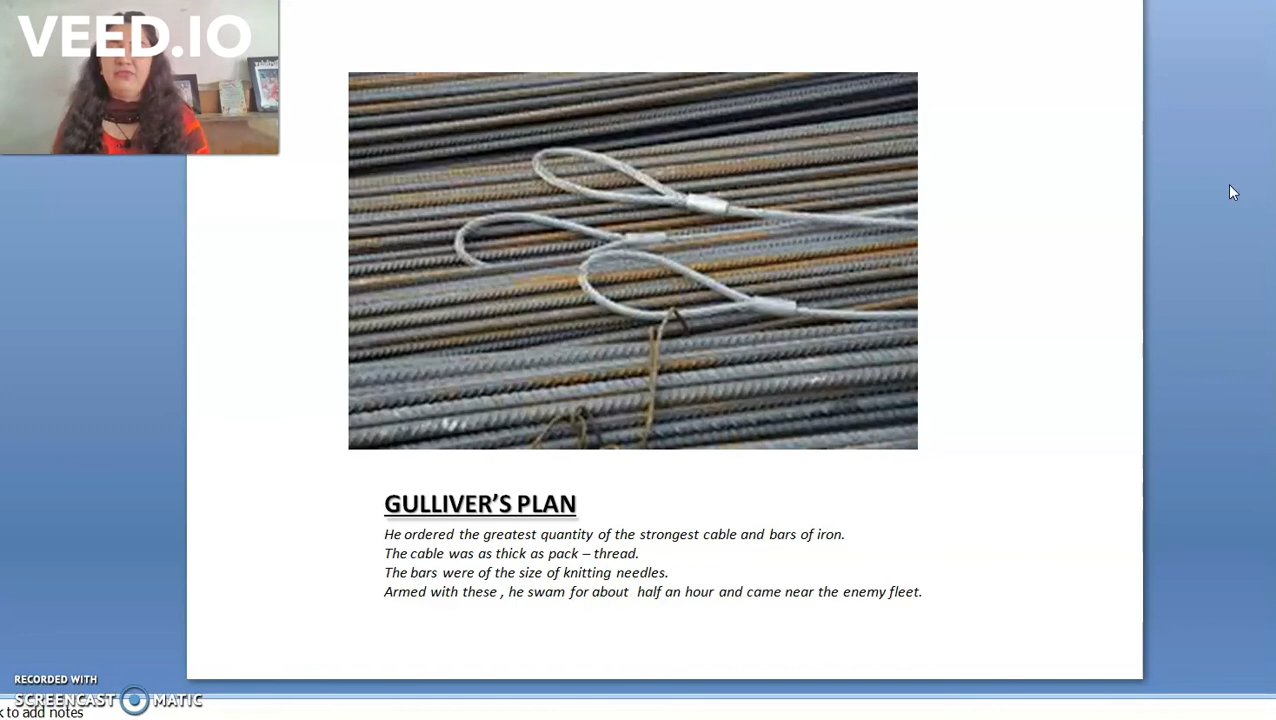 VEED.IO
GULLIVER'S PLAN
He ordered the greatest quantity of the strongest cable and bars of iron.
The cable was as thick as pack – thread.
The bars were of the size of knitting needles.
Armed with these , he swam for about half an hour and came near the enemy fleet.
RECORDED WITH
SCREENCAST MATIC
k to add notes